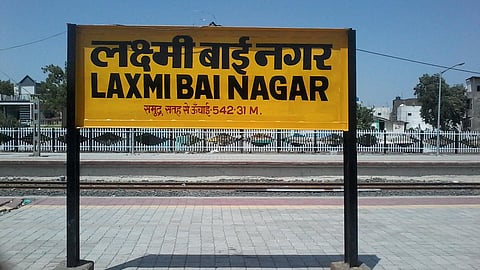 लक्ष्मी बाई नगर
LAXMI BAI NAGAR
समुद्र सतह से ऊँचाई-542.31 M.